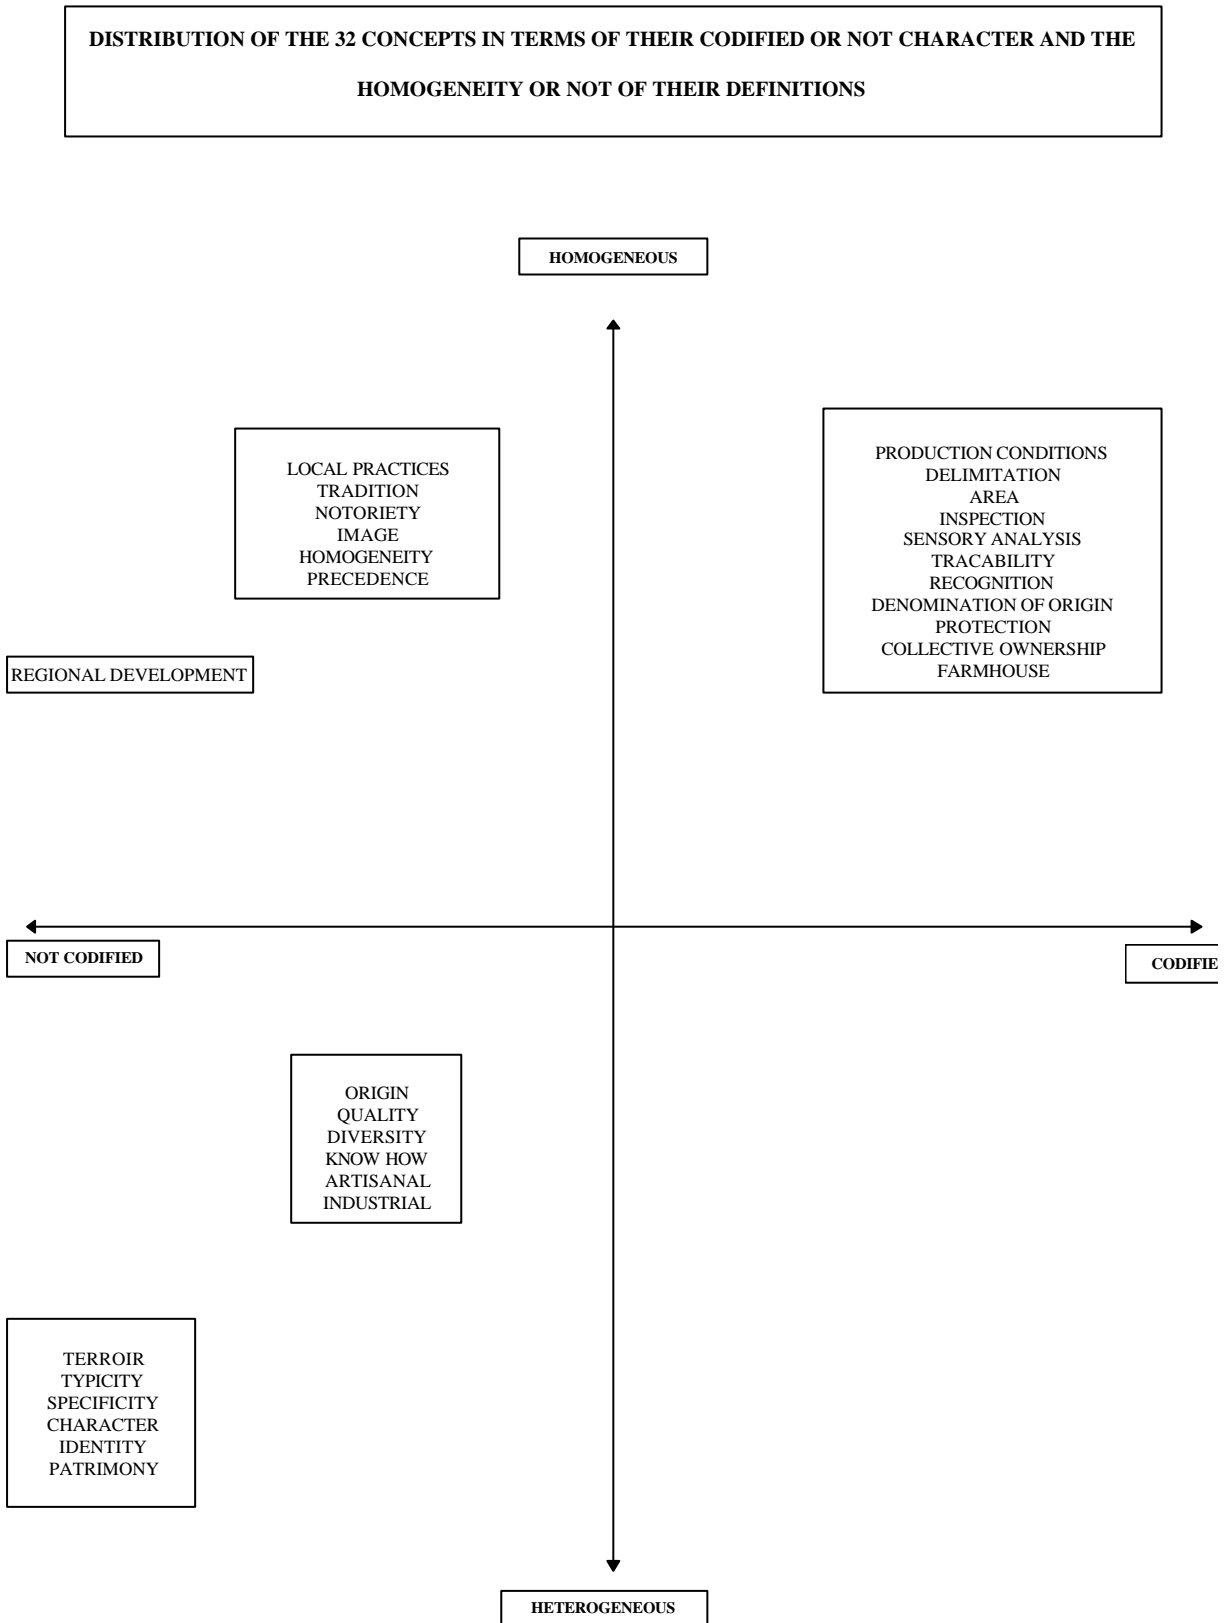 DISTRIBUTION OF THE 32 CONCEPTS IN TERMS OF THEIR CODIFIED OR NOT CHARACTER AND THE
HOMOGENEITY OR NOT OF THEIR DEFINITIONS
HOMOGENEOUS
LOCAL PRACTICES
TRADITION
NOTORIETY
IMAGE
HOMOGENEITY
PRECEDENCE
PRODUCTION CONDITIONS
DELIMITATION
AREA
INSPECTION
SENSORY ANALYSIS
TRACABILITY
RECOGNITION
DENOMINATION OF ORIGIN
PROTECTION
COLLECTIVE OWNERSHIP
FARMHOUSE
REGIONAL DEVELOPMENT
NOT CODIFIED
CODIFIE
ORIGIN
QUALITY
DIVERSITY
KNOW HOW
ARTISANAL
INDUSTRIAL
TERROIR
TYPICITY
SPECIFICITY
CHARACTER
IDENTITY
PATRIMONY
HETEROGENEOUS